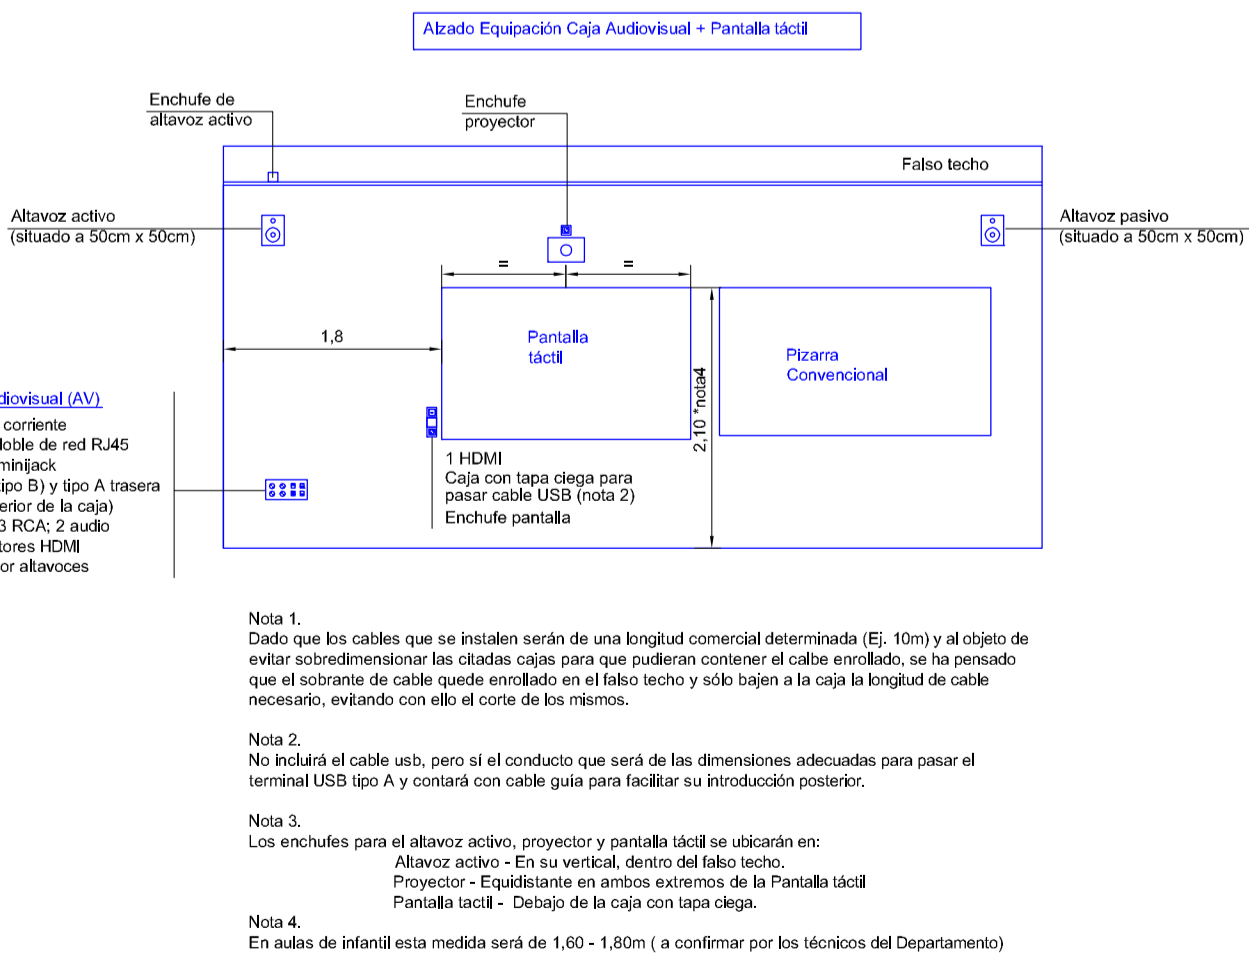 Alzado Equipación Caja Audiovisual + Pantalla táctil
Enchufe de
altavoz activo
Enchufe
proyector
Falso techo
Altavoz activo
(situado a 50cm x 50cm)
Altavoz pasivo
(situado a 50cm x 50cm)
=
=
1,8
Pantalla
táctil
Pizarra
Convencional
2,10 *nota4
diovisual (AV)
corriente
doble de red RJ45
minijack
tipo B) y tipo A trasera
erior de la caja)
3 RCA; 2 audio
tores HDMI
or altavoces
1 HDMI
Caja con tapa ciega para
pasar cable USB (nota 2)
Enchufe pantalla
Nota 1.
Dado que los cables que se instalen serán de una longitud comercial determinada (Ej. 10m) y al objeto de
evitar sobredimensionar las citadas cajas para que pudieran contener el calbe enrollado, se ha pensado
que el sobrante de cable quede enrollado en el falso techo y sólo bajen a la caja la longitud de cable
necesario, evitando con ello el corte de los mismos.
Nota 2.
No incluirá el cable usb, pero sí el conducto que será de las dimensiones adecuadas para pasar el
terminal USB tipo A y contará con cable guía para facilitar su introducción posterior.
Nota 3.
Los enchufes para el altavoz activo, proyector y pantalla táctil se ubicarán en:
Altavoz activo - En su vertical, dentro del falso techo.
Proyector - Equidistante en ambos extremos de la Pantalla táctil
Pantalla tactil - Debajo de la caja con tapa ciega.
Nota 4.
En aulas de infantil esta medida será de 1,60 - 1,80m ( a confirmar por los técnicos del Departamento)